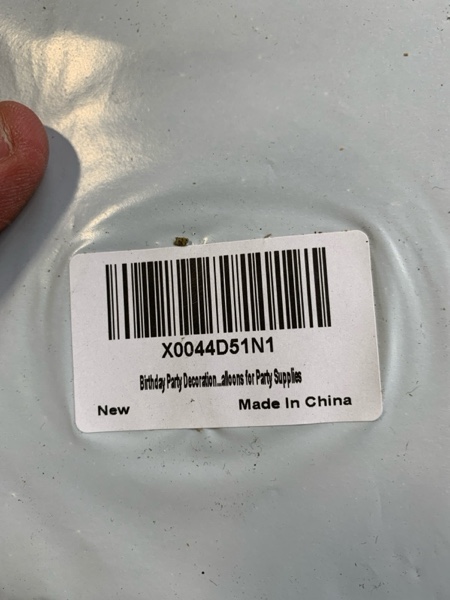 X0044D51N1
Birthday Party Decoration...alloons for Party Supplies
New Made In China